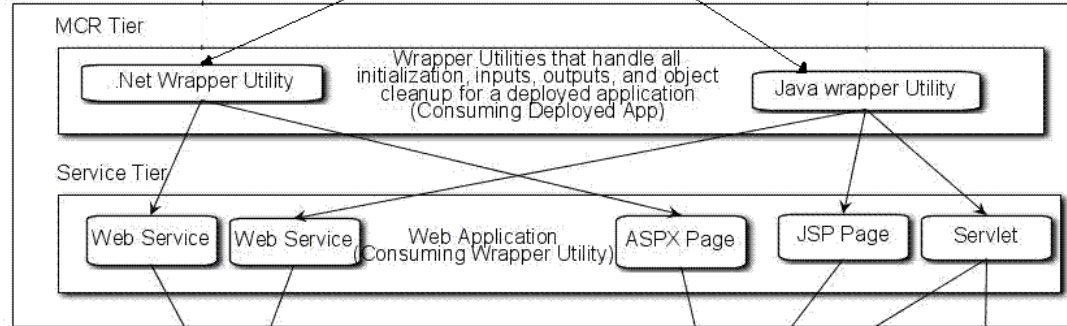 MCR Tier
Wrapper Utilities that handle all
initialization, inputs, outputs, and object
cleanup for a deployed application
(Consuming Deployed App)
.Net Wrapper Utility
Java wrapper Utility
Service Tier
Web Service
Web Service
Web Application
(Consuming Wrapper Utility)
ASPX Page
JSP Page
Servlet